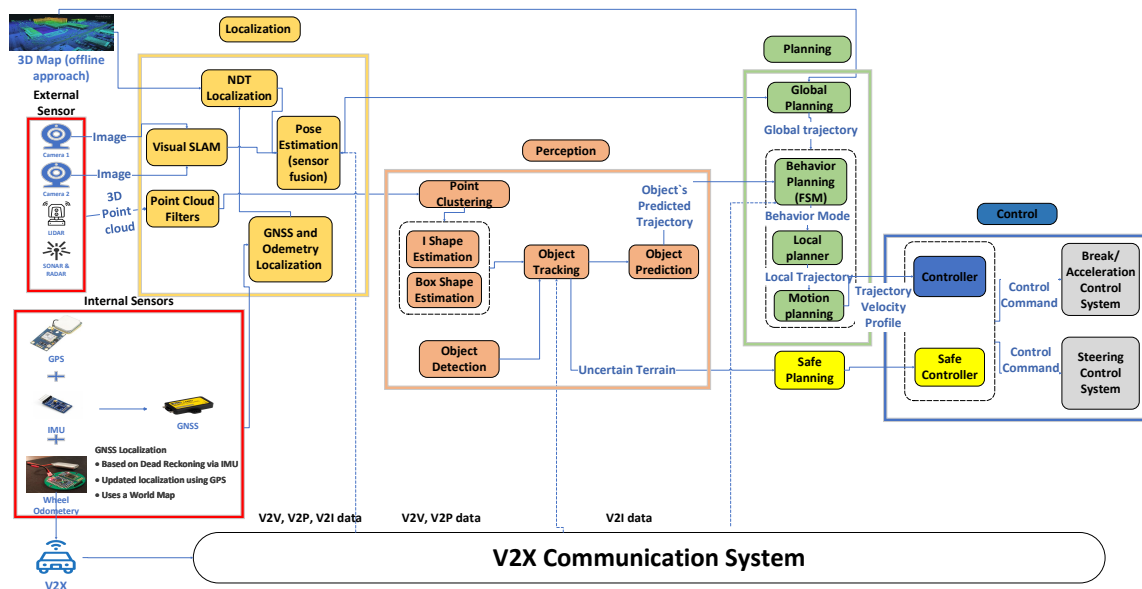 Localization
3D Map (offline
approach)
External
Sensor
Camera 1
Camera 2
LIDAR
SONAR &
RADAR
Image
Image
3D
Point
cloud
NDT
Localization
Visual SLAM
Pose
Estimation
(sensor
fusion)
Point Cloud
Filters
GNSS and
Odemetry
Localization
Internal Sensors
GPS
IMU
GNSS
GNSS Localization
• Based on Dead Reckoning via IMU
• Updated localization using GPS
• Uses a World Map
Wheel
Odometery
V2X
Perception
Point
Clustering
I Shape
Estimation
Box Shape
Estimation
Object
Detection
Object
Tracking
Object
Prediction
Object`s
Predicted
Trajectory
Uncertain Terrain
Planning
Global
Planning
Global trajectory
Behavior
Planning
(FSM)
Behavior Mode
Local
planner
Local Trajectory
Motion
planning
Safe
Planning
Trajectory
Velocity
Profile
Control
Controller
Safe
Controller
Control
Command
Control
Command
Break/
Acceleration
Control
System
Steering
Control
System
V2V, V2P, V2I data
V2V, V2P data
V2I data
V2X Communication System